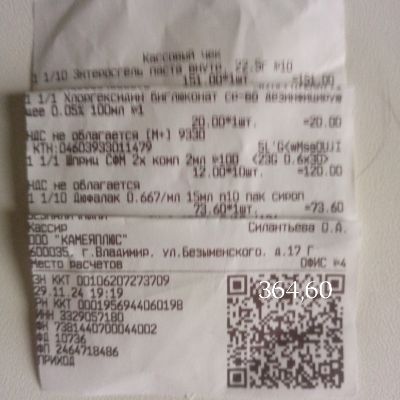 Кассовый чек
1 1/10 Энтеросгель паста внутр. 22.5г №10
151.00*1шт. =151.00
1 1/1 Хлоргексидин биглюконат ср-во дезинфицирую
щее 0.05% 100мл №1
20.00*1шт. =20.00
НДС не облагается [М+] 9330
КТН:04603933011479
1 1/1 Шприц СФМ 2х комп 2мл №100 <23G 0.6x30>
12.00*10шт. =120.00
НДС не облагается
1 1/10 Дюфалак 0.667/мл 15мл п10 пак сироп
73.60*1шт. =73.60
Кассир Силантьева О.А.
ООО "КАМЕЯПЛЮС"
600035, г.Владимир, ул.Безыменского, д.17 Г
Место расчетов ОФИС №4
ЗН ККТ 00106207273709
29.11.24 19:19
РН ККТ 0001956944060198
ИНН 3329057180
ФН 7381440700044002
ФД 10736
ФП 2464718486
ПРИХОД
364,60